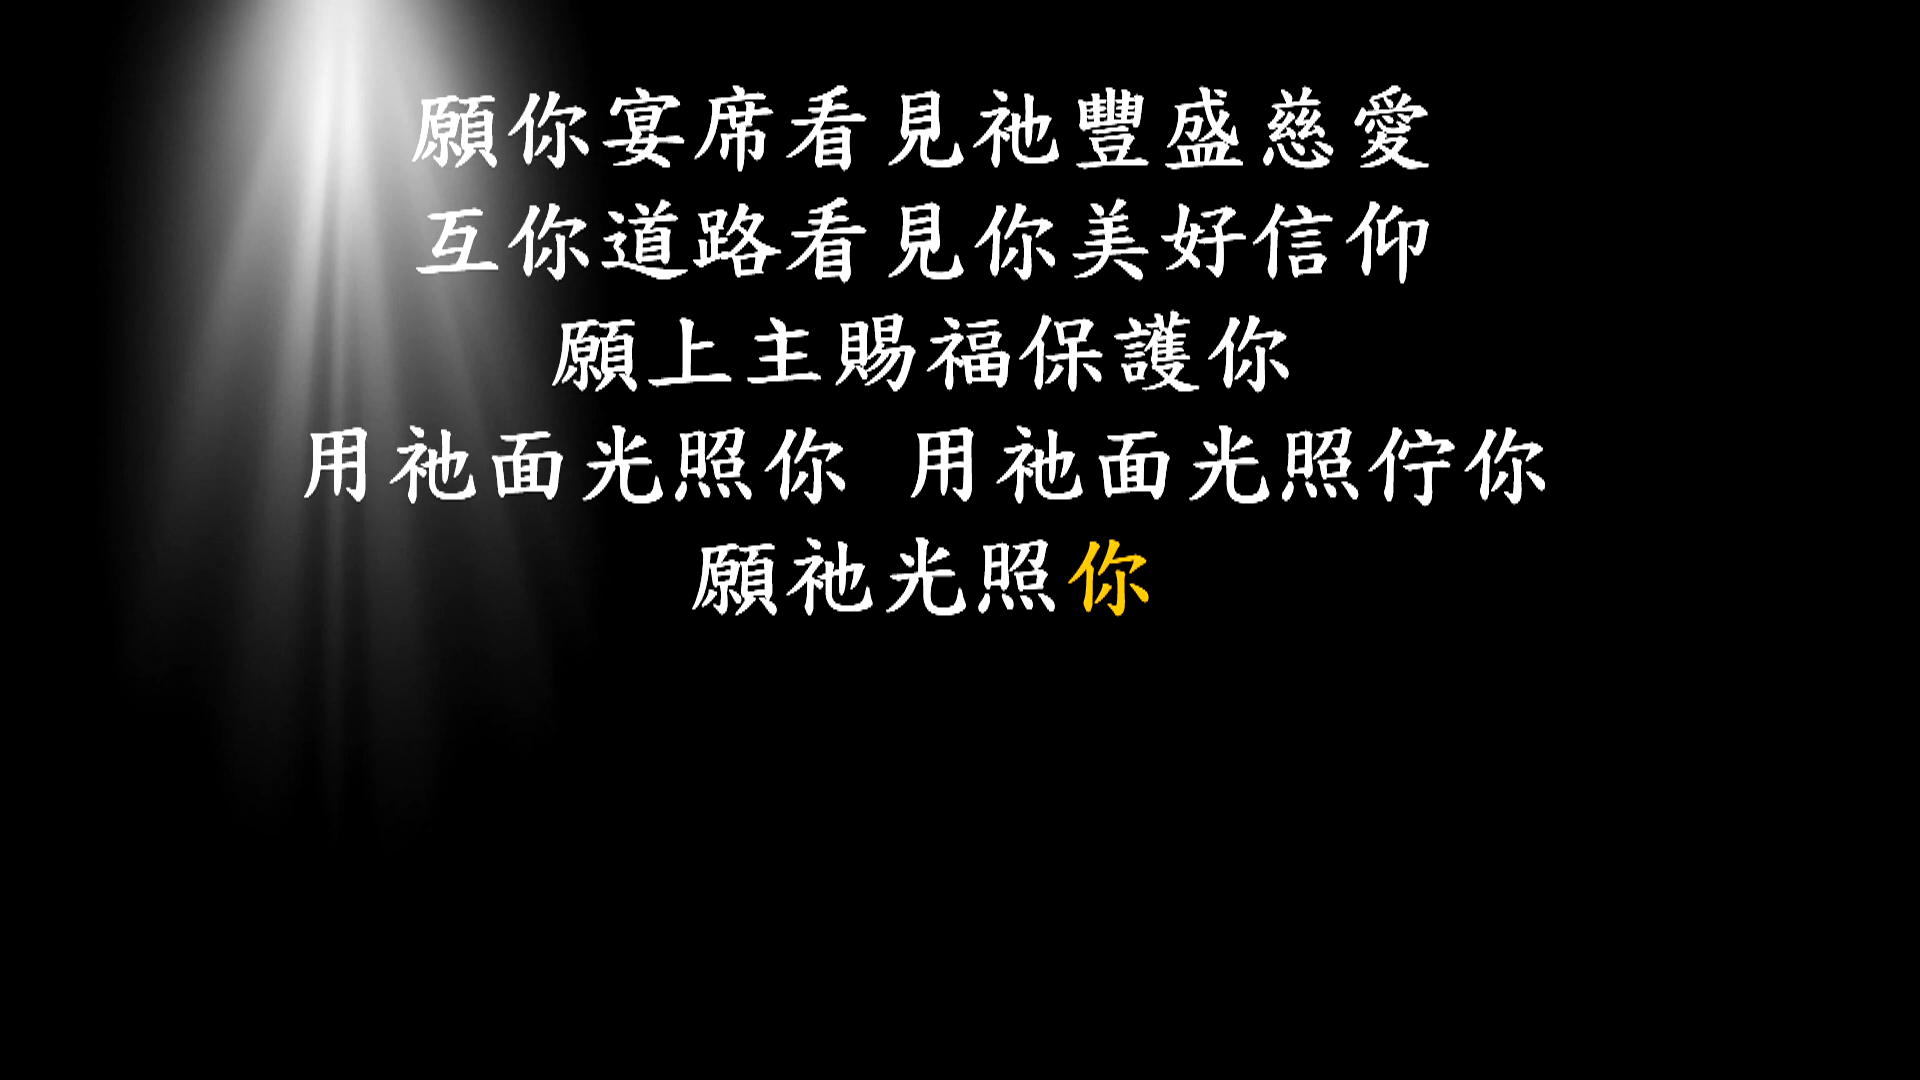 願你宴席看見祂豐盛慈愛
互你道路看見你美好信仰
願上主賜福保護你
用祂面光照你 用祂面光照佇你
願祂光照你